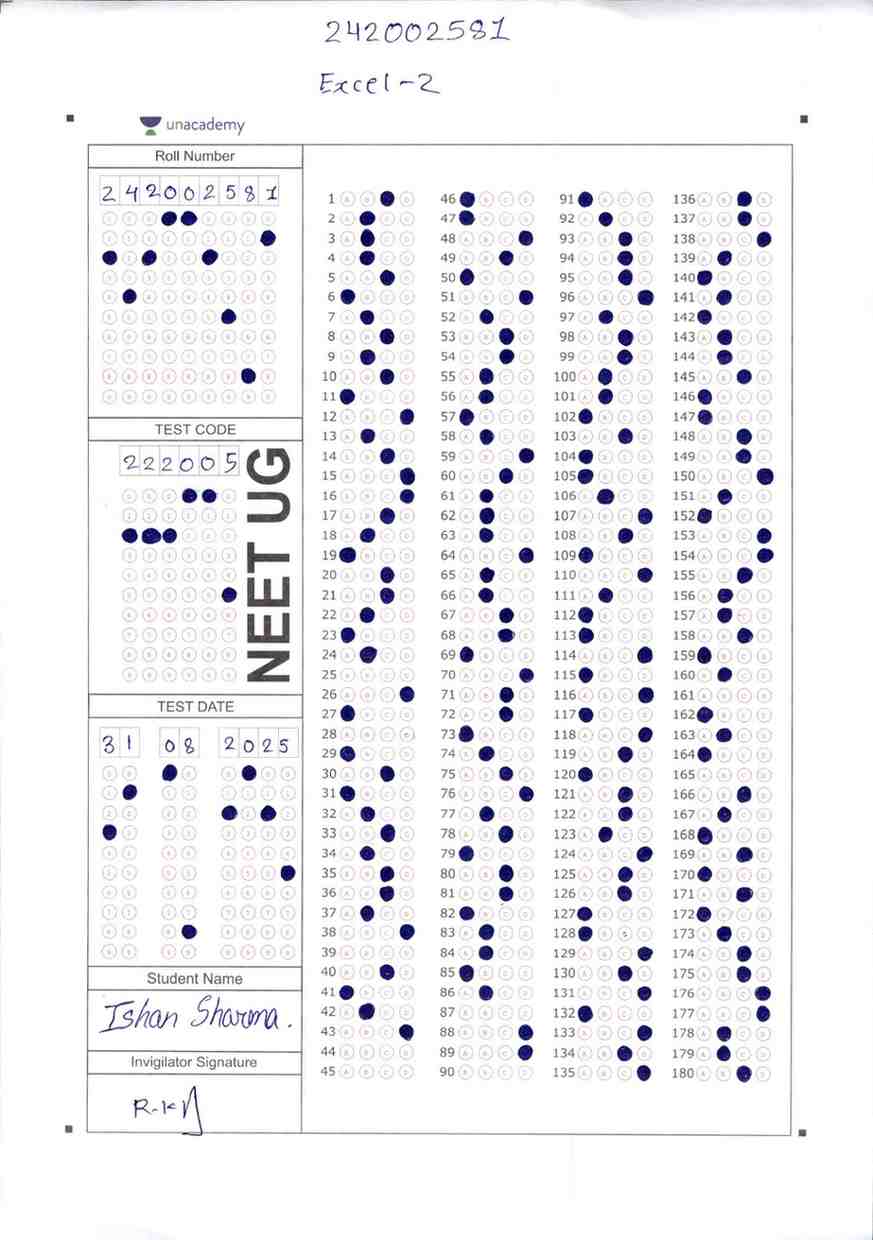 242002581
Excel-2
unacademy
Roll Number
2 4 2 0 0 2 5 8 1
TEST CODE
2 2 2 0 0 5
NEET UG
TEST DATE
3 1 0 8 2 0 2 5
Student Name
Ishan Sharma.
Invigilator Signature
1 46 91 136
2 47 92 137
3 48 93 138
4 49 94 139
5 50 95 140
6 51 96 141
7 52 97 142
8 53 98 143
9 54 99 144
10 55 100 145
11 56 101 146
12 57 102 147
13 58 103 148
14 59 104 149
15 60 105 150
16 61 106 151
17 62 107 152
18 63 108 153
19 64 109 154
20 65 110 155
21 66 111 156
22 67 112 157
23 68 113 158
24 69 114 159
25 70 115 160
26 71 116 161
27 72 117 162
28 73 118 163
29 74 119 164
30 75 120 165
31 76 121 166
32 77 122 167
33 78 123 168
34 79 124 169
35 80 125 170
36 81 126 171
37 82 127 172
38 83 128 173
39 84 129 174
40 85 130 175
41 86 131 176
42 87 132 177
43 88 133 178
44 89 134 179
45 90 135 180